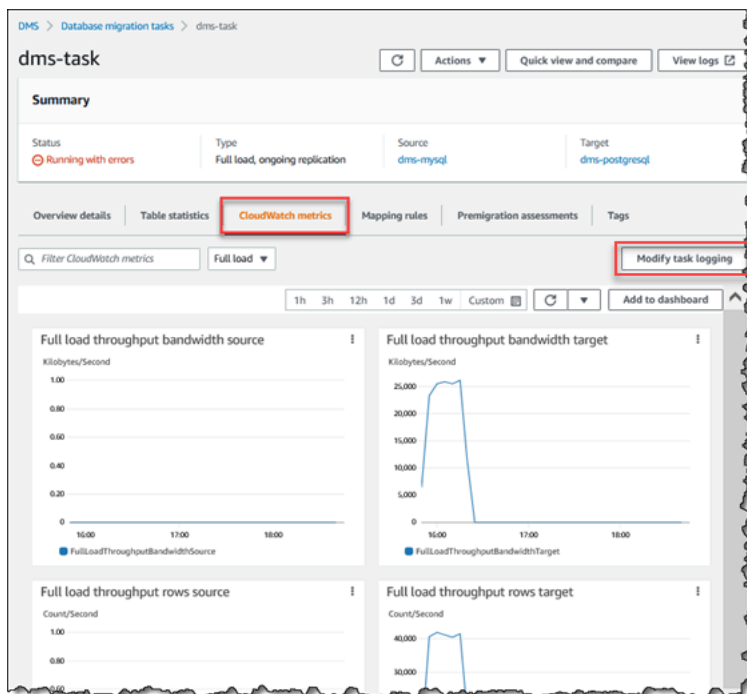 DMS > Database migration tasks > dms-task
dms-task
Actions ▼ Quick view and compare View logs
Summary
Status Type Source Target
Running with errors Full load, ongoing replication dms-mysql dms-postgresql
Overview details Table statistics CloudWatch metrics Mapping rules Premigration assessments Tags
Filter CloudWatch metrics Full load ▼ Modify task logging
1h 3h 12h 1d 3d 1w Custom ▼ Add to dashboard
Full load throughput bandwidth source
Kilobytes/Second
1.00
0.80
0.60
0.40
0.20
0
16:00 17:00 18:00
FullLoadThroughputBandwidthSource
Full load throughput bandwidth target
Kilobytes/Second
25,000
20,000
15,000
10,000
5,000
0
16:00 17:00 18:00
FullLoadThroughputBandwidthTarget
Full load throughput rows source
Count/Second
1.00
0.80
0.60
Full load throughput rows target
Count/Second
40,000
30,000